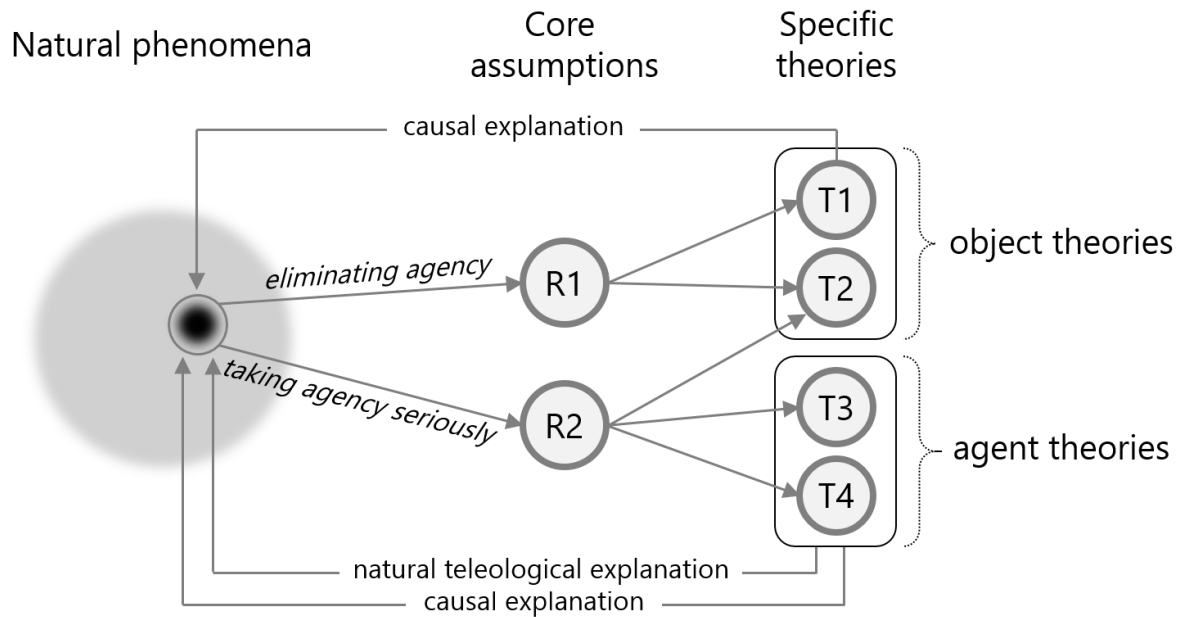 Natural phenomena
Core
assumptions
Specific
theories
causal explanation
T1
object theories
eliminating agency
R1
T2
taking agency seriously
R2
T3
agent theories
T4
natural teleological explanation
causal explanation